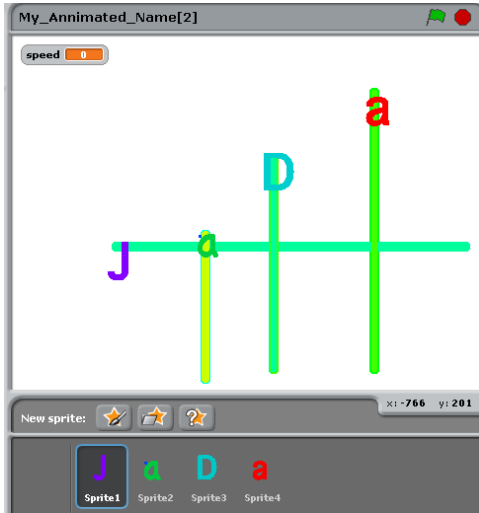 My_Annimated_Name[2]
speed 0
a
D
a
J
x: -766 y: 201
New sprite:
J a D a
Sprite1 Sprite2 Sprite3 Sprite4